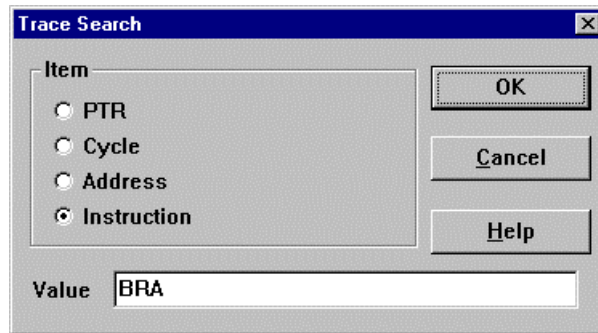 Trace Search
Item
PTR
Cycle
Address
Instruction
OK
Cancel
Help
Value BRA